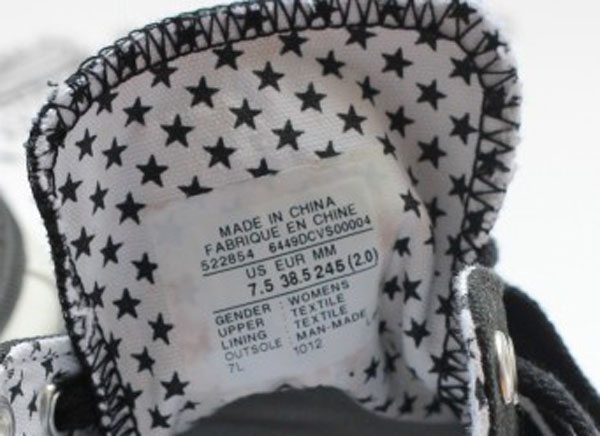 MADE IN CHINA
FABRIQUE EN CHINE
522854 6449DCVS00004
US EUR MM
7.5 38.5 245 (2.0)
GENDER : WOMENS
UPPER : TEXTILE
LINING : TEXTILE
OUTSOLE : MAN-MADE
7L 1012